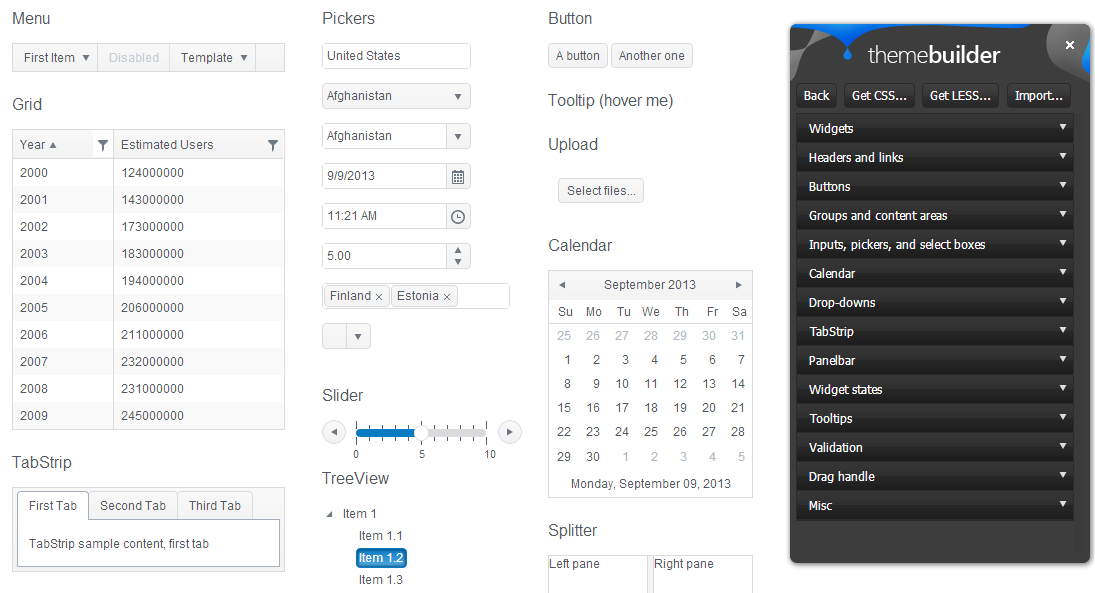 Menu
First Item Disabled Template
Grid
Year Estimated Users
2000 124000000
2001 143000000
2002 173000000
2003 183000000
2004 194000000
2005 206000000
2006 211000000
2007 232000000
2008 231000000
2009 245000000
TabStrip
First Tab Second Tab Third Tab
TabStrip sample content, first tab
Pickers
United States
Afghanistan
Afghanistan
9/9/2013
11:21 AM
5.00
Finland × Estonia ×
Slider
0 5 10
TreeView
Item 1
Item 1.1
Item 1.2
Item 1.3
Button
A button Another one
Tooltip (hover me)
Upload
Select files...
Calendar
September 2013
Su Mo Tu We Th Fr Sa
25 26 27 28 29 30 31
1 2 3 4 5 6 7
8 9 10 11 12 13 14
15 16 17 18 19 20 21
22 23 24 25 26 27 28
29 30 1 2 3 4 5
Monday, September 09, 2013
Splitter
Left pane Right pane
×
themebuilder
Back Get CSS... Get LESS... Import...
Widgets
Headers and links
Buttons
Groups and content areas
Inputs, pickers, and select boxes
Calendar
Drop-downs
TabStrip
Panelbar
Widget states
Tooltips
Validation
Drag handle
Misc